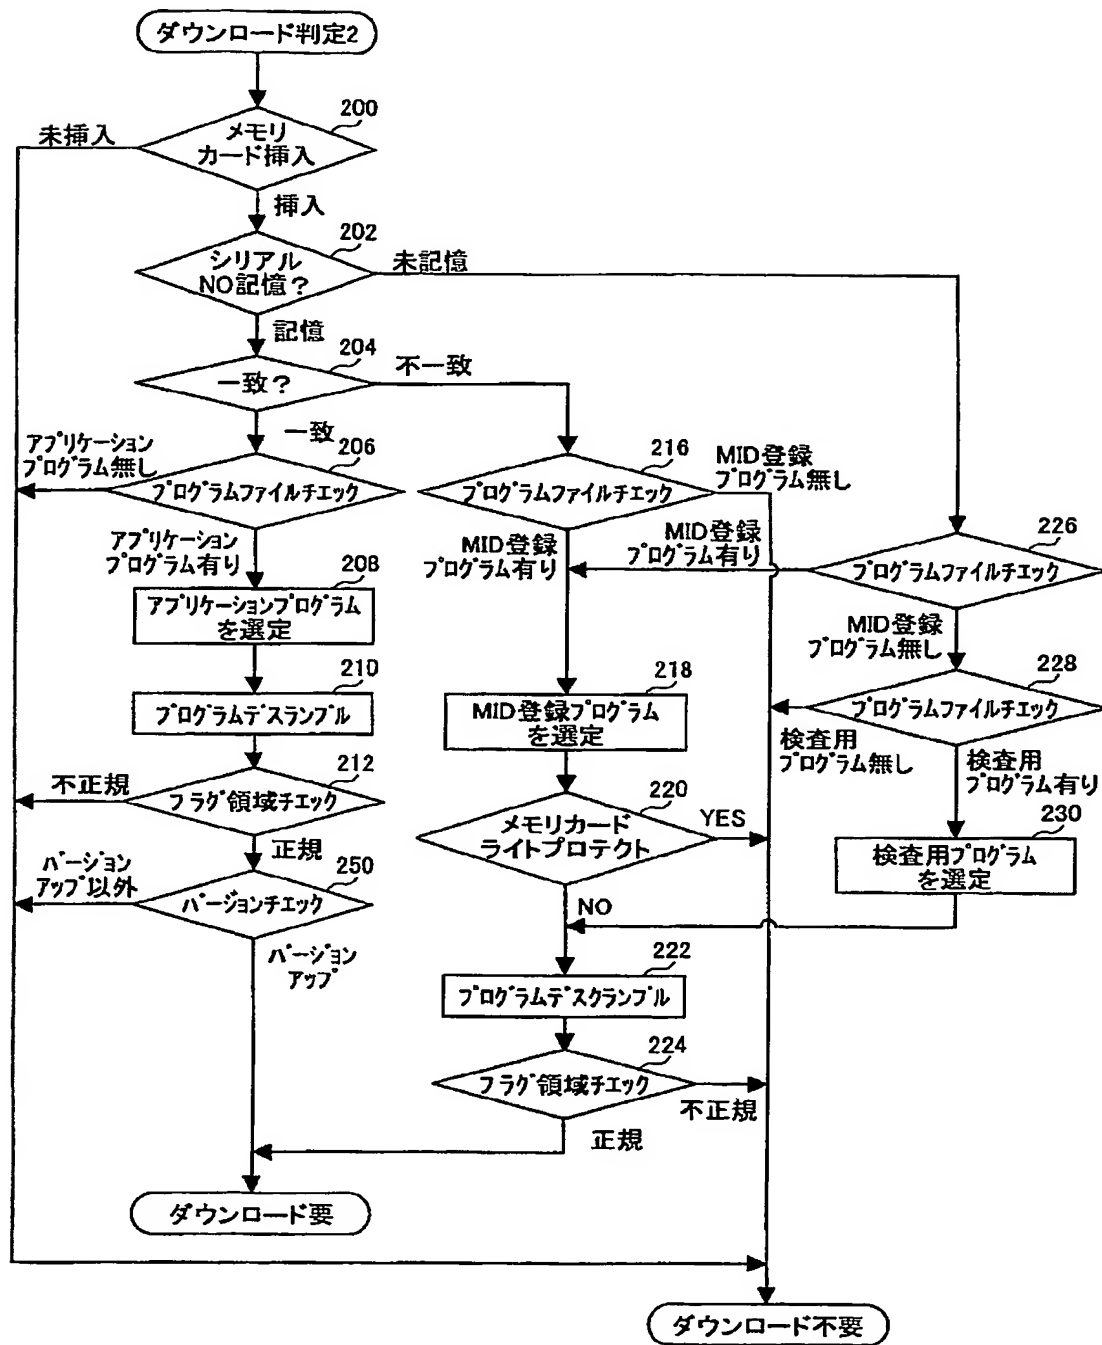 ダウンロード判定2
200
未挿入
メモリ
カード挿入
挿入
202
シリアル
NO記憶？
未記憶
記憶
204
一致？
不一致
一致
アプリケーション
プログラム無し
206
プログラムファイルチェック
216
プログラムファイルチェック
MID登録
プログラム無し
アプリケーション
プログラム有り
MID登録
プログラム有り
MID登録
プログラム有り
226
プログラムファイルチェック
208
アプリケーションプログラム
を選定
MID登録
プログラム無し
210
プログラムデスランブル
218
MID登録プログラム
を選定
228
プログラムファイルチェック
検査用
プログラム無し
検査用
プログラム有り
不正規
212
フラグ領域チェック
正規
220
メモリカード
ライトプロテクト
YES
NO
230
検査用プログラム
を選定
バージョン
アップ以外
250
バージョンチェック
バージョン
アップ
222
プログラムデスクランブル
224
フラグ領域チェック
不正規
正規
ダウンロード要
ダウンロード不要